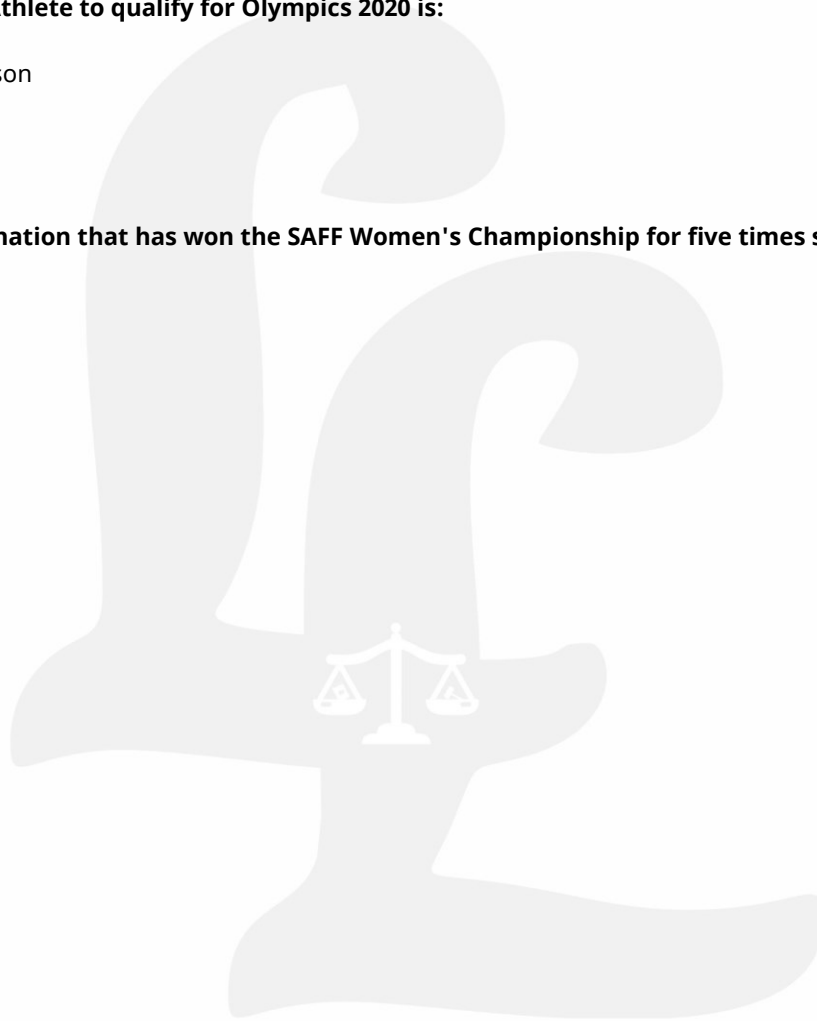 thlete to qualify for Olympics 2020 is:
son
nation that has won the SAFF Women's Championship for five times s